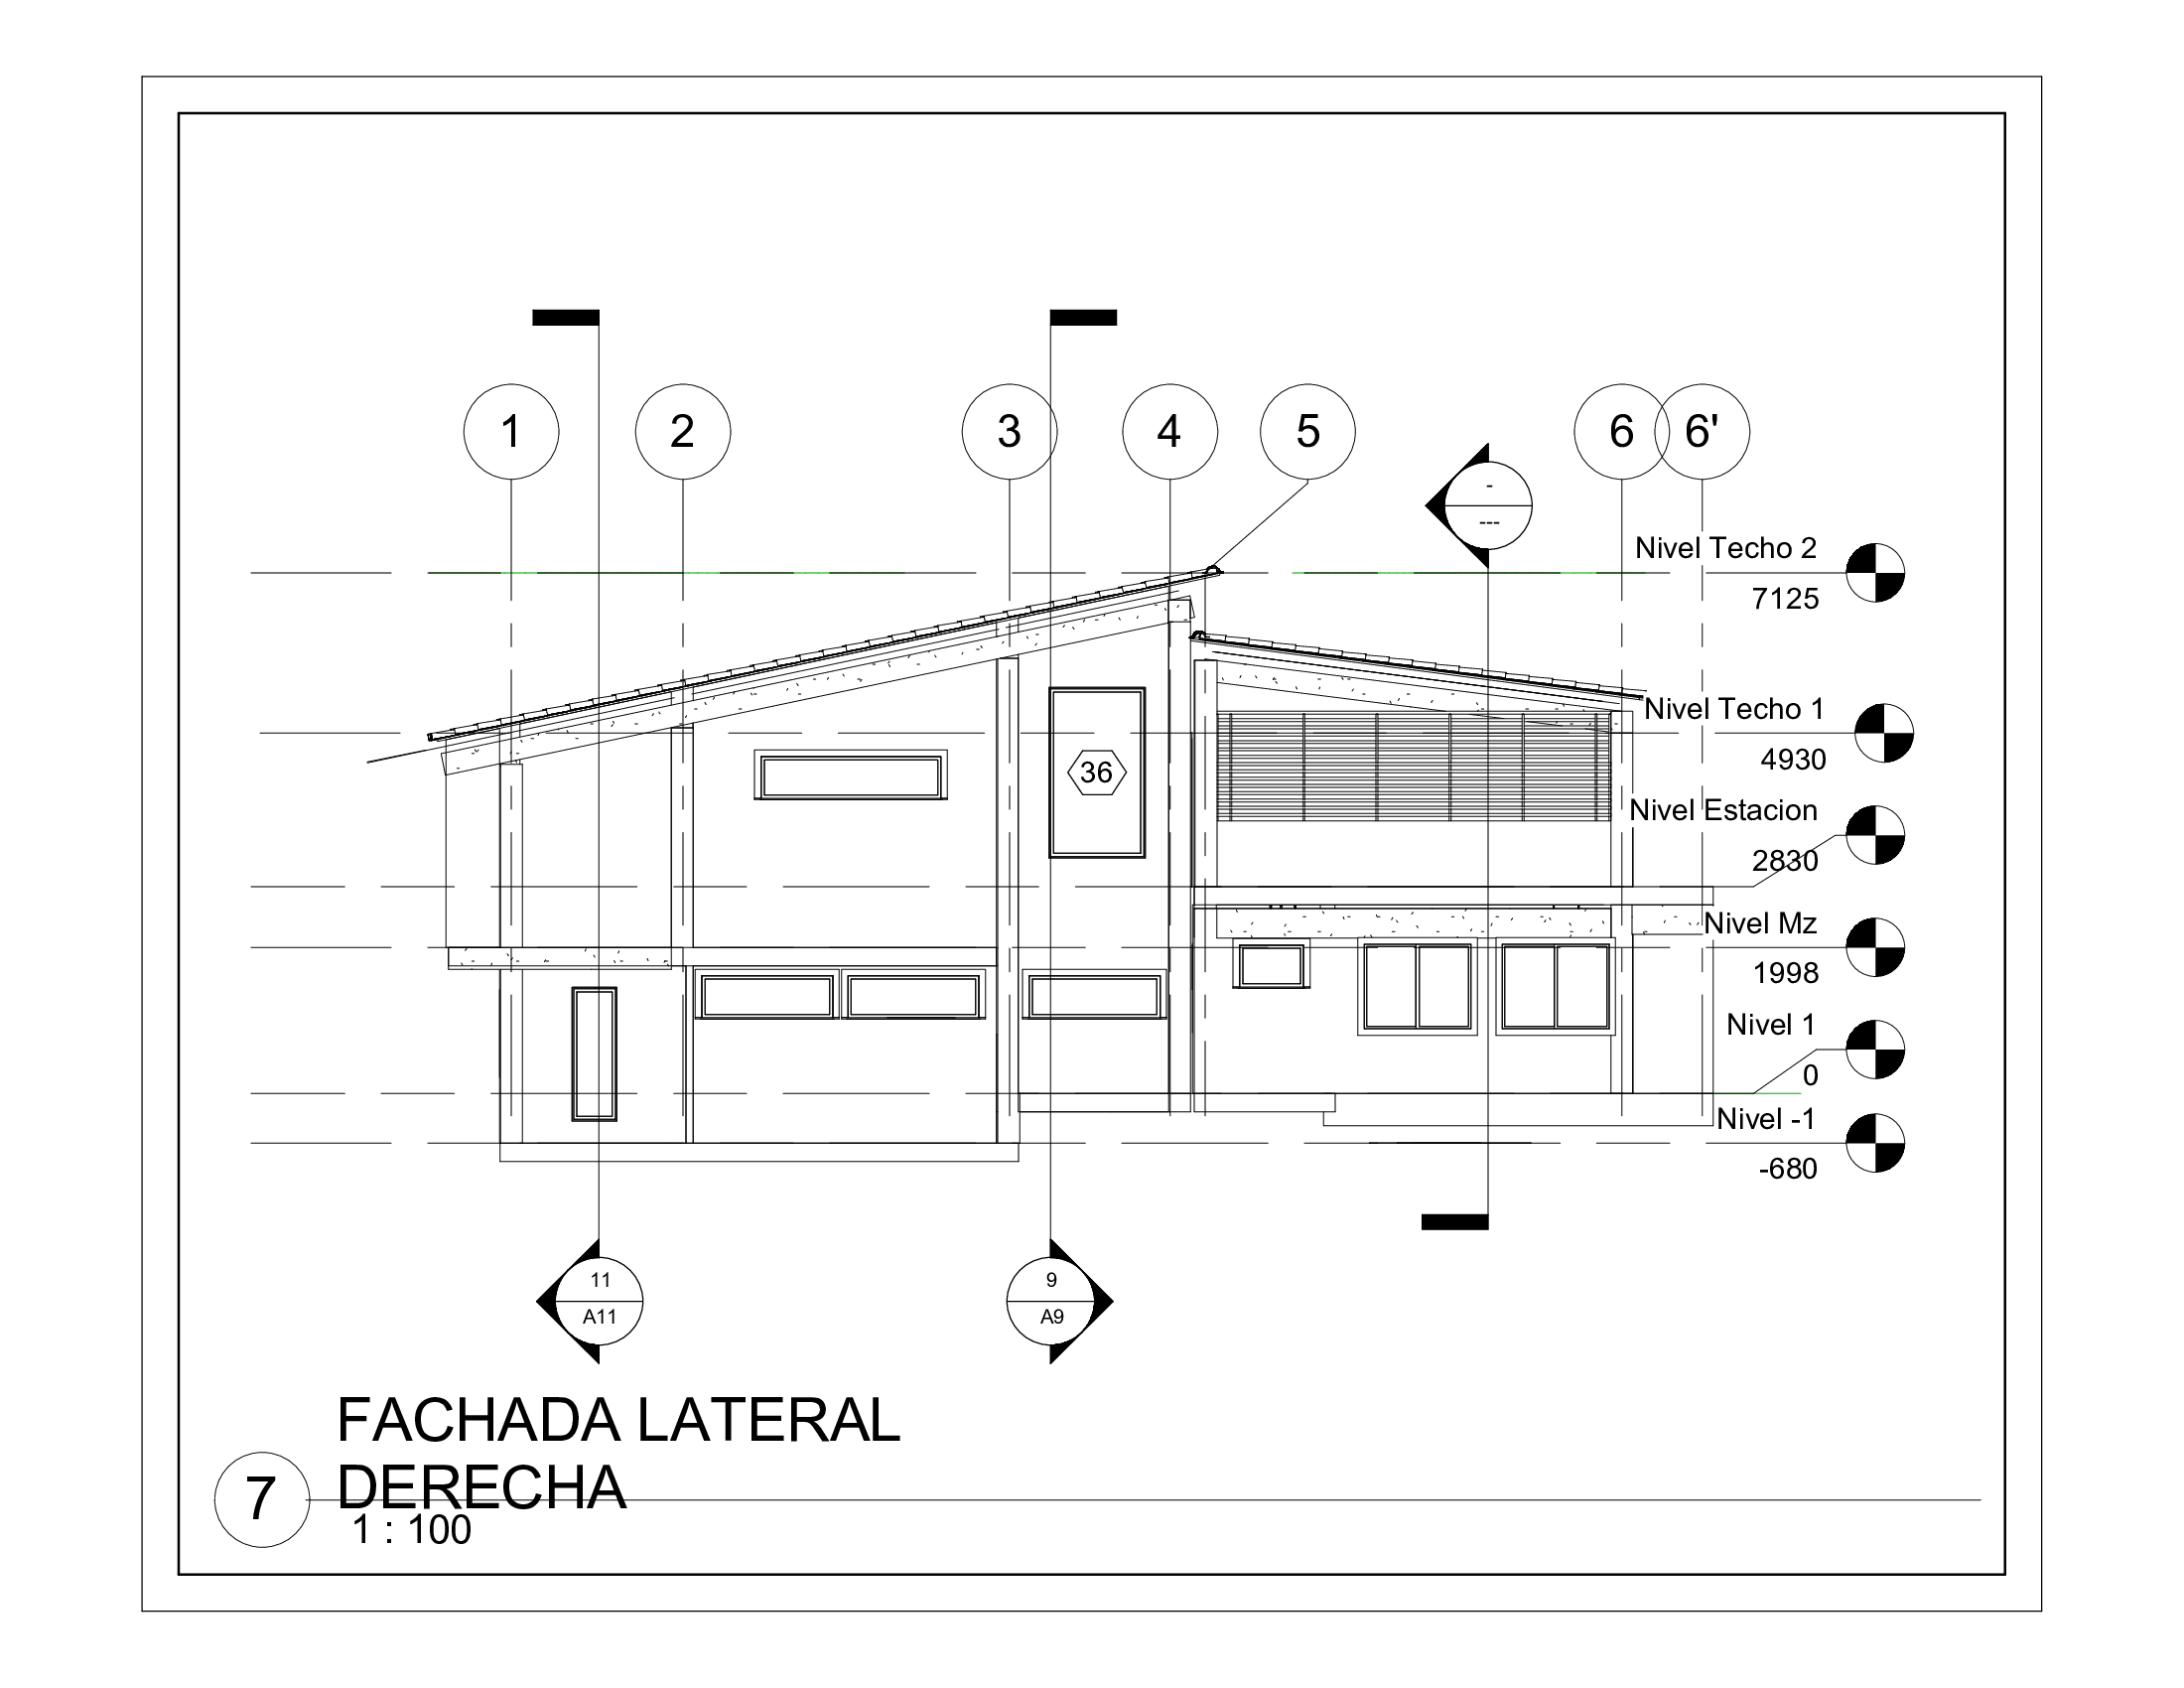 1
2
3
4
5
6
6'
-
---
Nivel Techo 2
7125
Nivel Techo 1
4930
36
Nivel Estacion
2830
Nivel Mz
1998
Nivel 1
0
Nivel -1
-680
11
A11
9
A9
FACHADA LATERAL
DERECHA
7
1 : 100